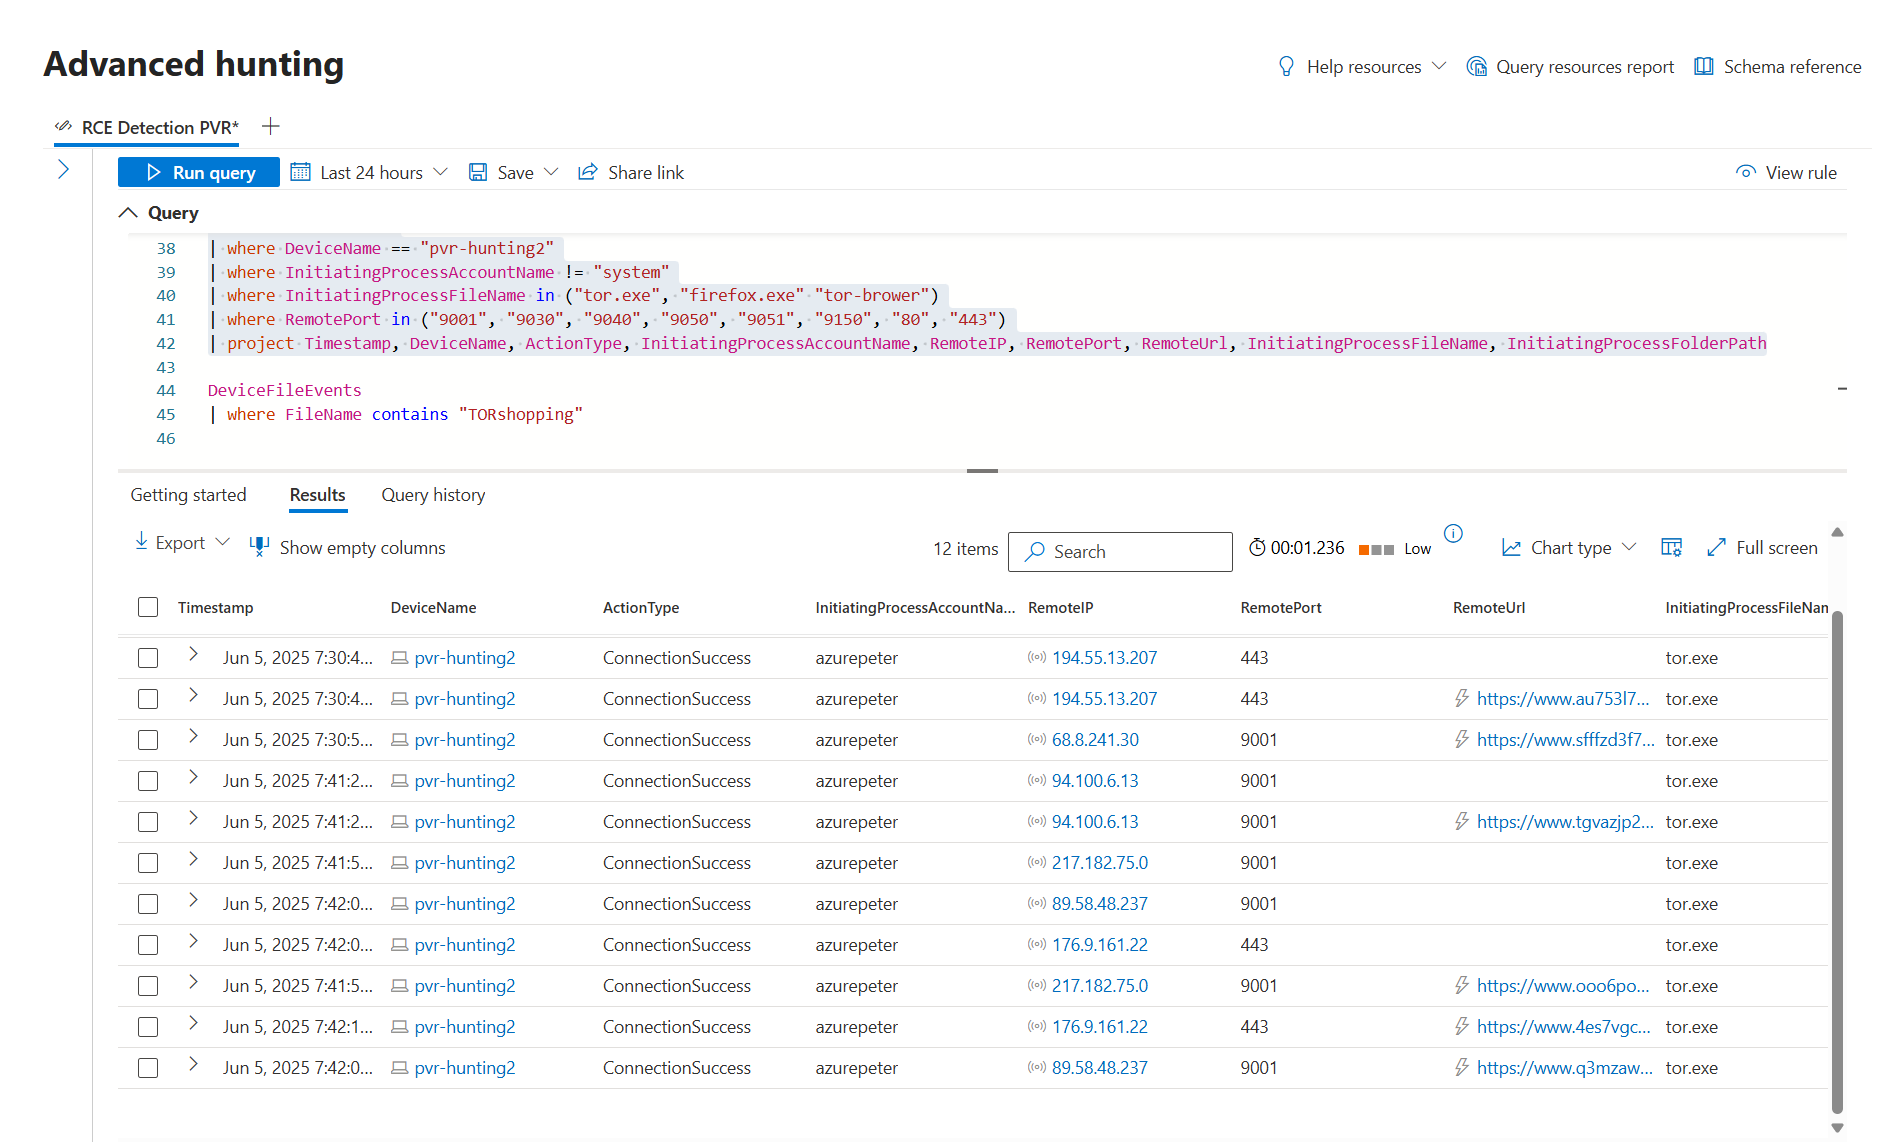 Advanced hunting
Help resources
Query resources report
Schema reference
RCE Detection PVR*
Run query
Last 24 hours
Save
Share link
View rule
Query
38 | where DeviceName == "pvr-hunting2"
39 | where InitiatingProcessAccountName != "system"
40 | where InitiatingProcessFileName in ("tor.exe", "firefox.exe" "tor-brower")
41 | where RemotePort in ("9001", "9030", "9040", "9050", "9051", "9150", "80", "443")
42 | project Timestamp, DeviceName, ActionType, InitiatingProcessAccountName, RemoteIP, RemotePort, RemoteUrl, InitiatingProcessFileName, InitiatingProcessFolderPath
43
44 DeviceFileEvents
45 | where FileName contains "TORshopping"
46
Getting started Results Query history
Export Show empty columns 12 items Search 00:01.236 Low Chart type Full screen
Timestamp DeviceName ActionType InitiatingProcessAccountNa... RemoteIP RemotePort RemoteUrl InitiatingProcessFileNam
Jun 5, 2025 7:30:4... pvr-hunting2 ConnectionSuccess azurepeter 194.55.13.207 443 tor.exe
Jun 5, 2025 7:30:4... pvr-hunting2 ConnectionSuccess azurepeter 194.55.13.207 443 https://www.au753l7... tor.exe
Jun 5, 2025 7:30:5... pvr-hunting2 ConnectionSuccess azurepeter 68.8.241.30 9001 https://www.sfffzd3f7... tor.exe
Jun 5, 2025 7:41:2... pvr-hunting2 ConnectionSuccess azurepeter 94.100.6.13 9001 tor.exe
Jun 5, 2025 7:41:2... pvr-hunting2 ConnectionSuccess azurepeter 94.100.6.13 9001 https://www.tgvazjp2... tor.exe
Jun 5, 2025 7:41:5... pvr-hunting2 ConnectionSuccess azurepeter 217.182.75.0 9001 tor.exe
Jun 5, 2025 7:42:0... pvr-hunting2 ConnectionSuccess azurepeter 89.58.48.237 9001 tor.exe
Jun 5, 2025 7:42:0... pvr-hunting2 ConnectionSuccess azurepeter 176.9.161.22 443 tor.exe
Jun 5, 2025 7:41:5... pvr-hunting2 ConnectionSuccess azurepeter 217.182.75.0 9001 https://www.ooo6po... tor.exe
Jun 5, 2025 7:42:1... pvr-hunting2 ConnectionSuccess azurepeter 176.9.161.22 443 https://www.4es7vgc... tor.exe
Jun 5, 2025 7:42:0... pvr-hunting2 ConnectionSuccess azurepeter 89.58.48.237 9001 https://www.q3mzaw... tor.exe